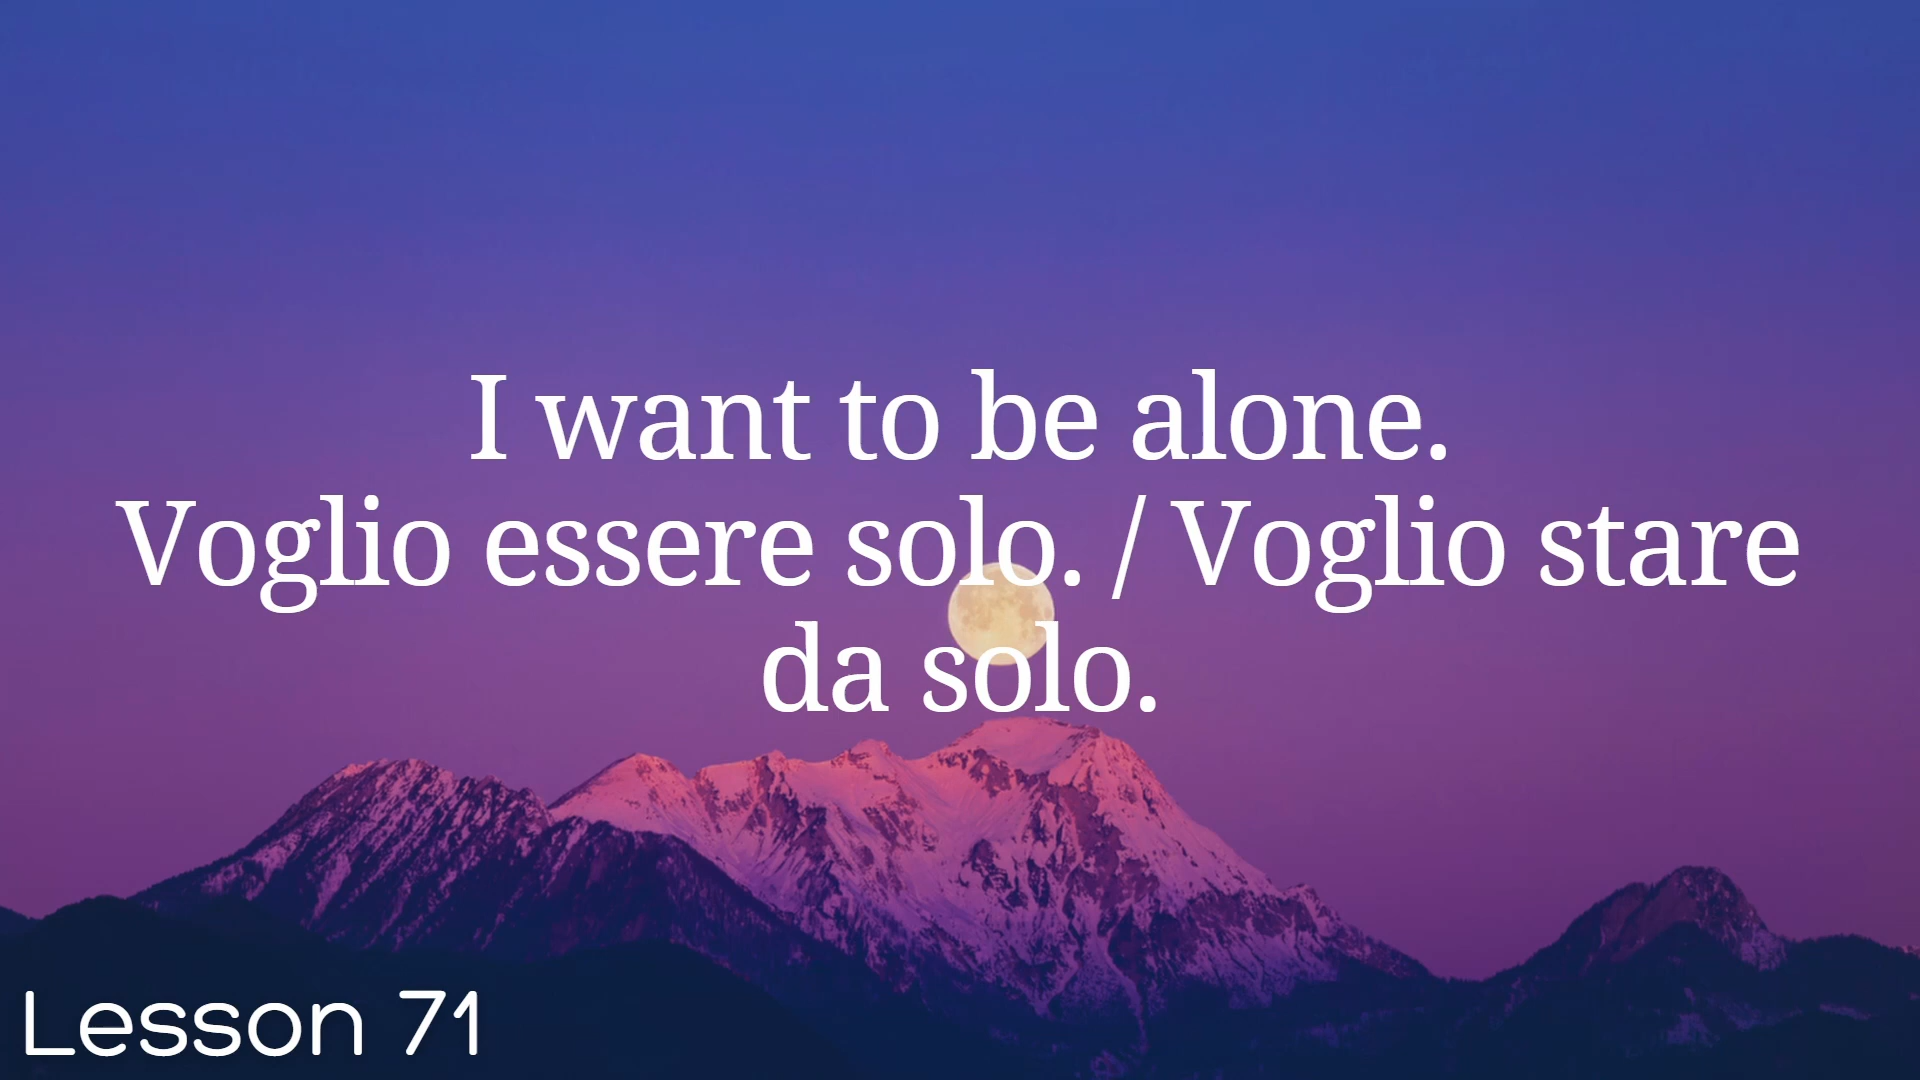 I want to be alone.
Voglio essere solo. / Voglio stare
da solo.
Lesson 71